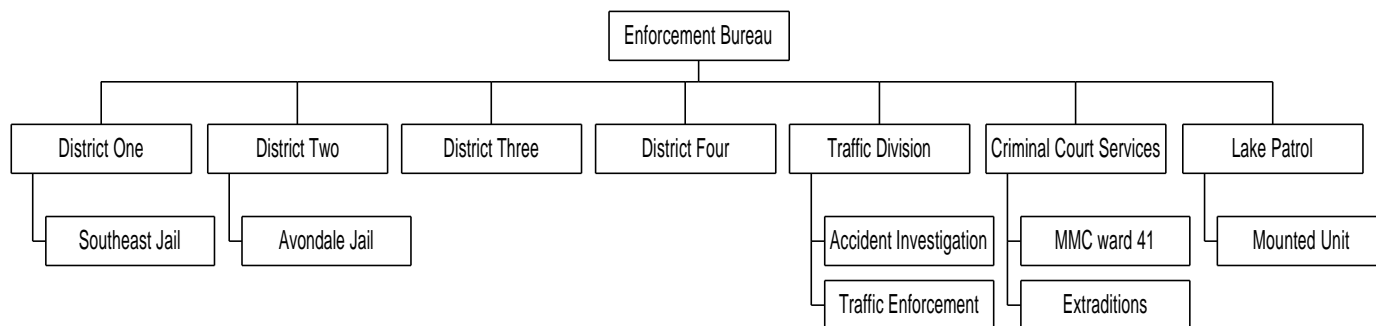 Enforcement Bureau
District One
District Two
District Three
District Four
Traffic Division
Criminal Court Services
Lake Patrol
Southeast Jail
Avondale Jail
Accident Investigation
MMC ward 41
Mounted Unit
Traffic Enforcement
Extraditions